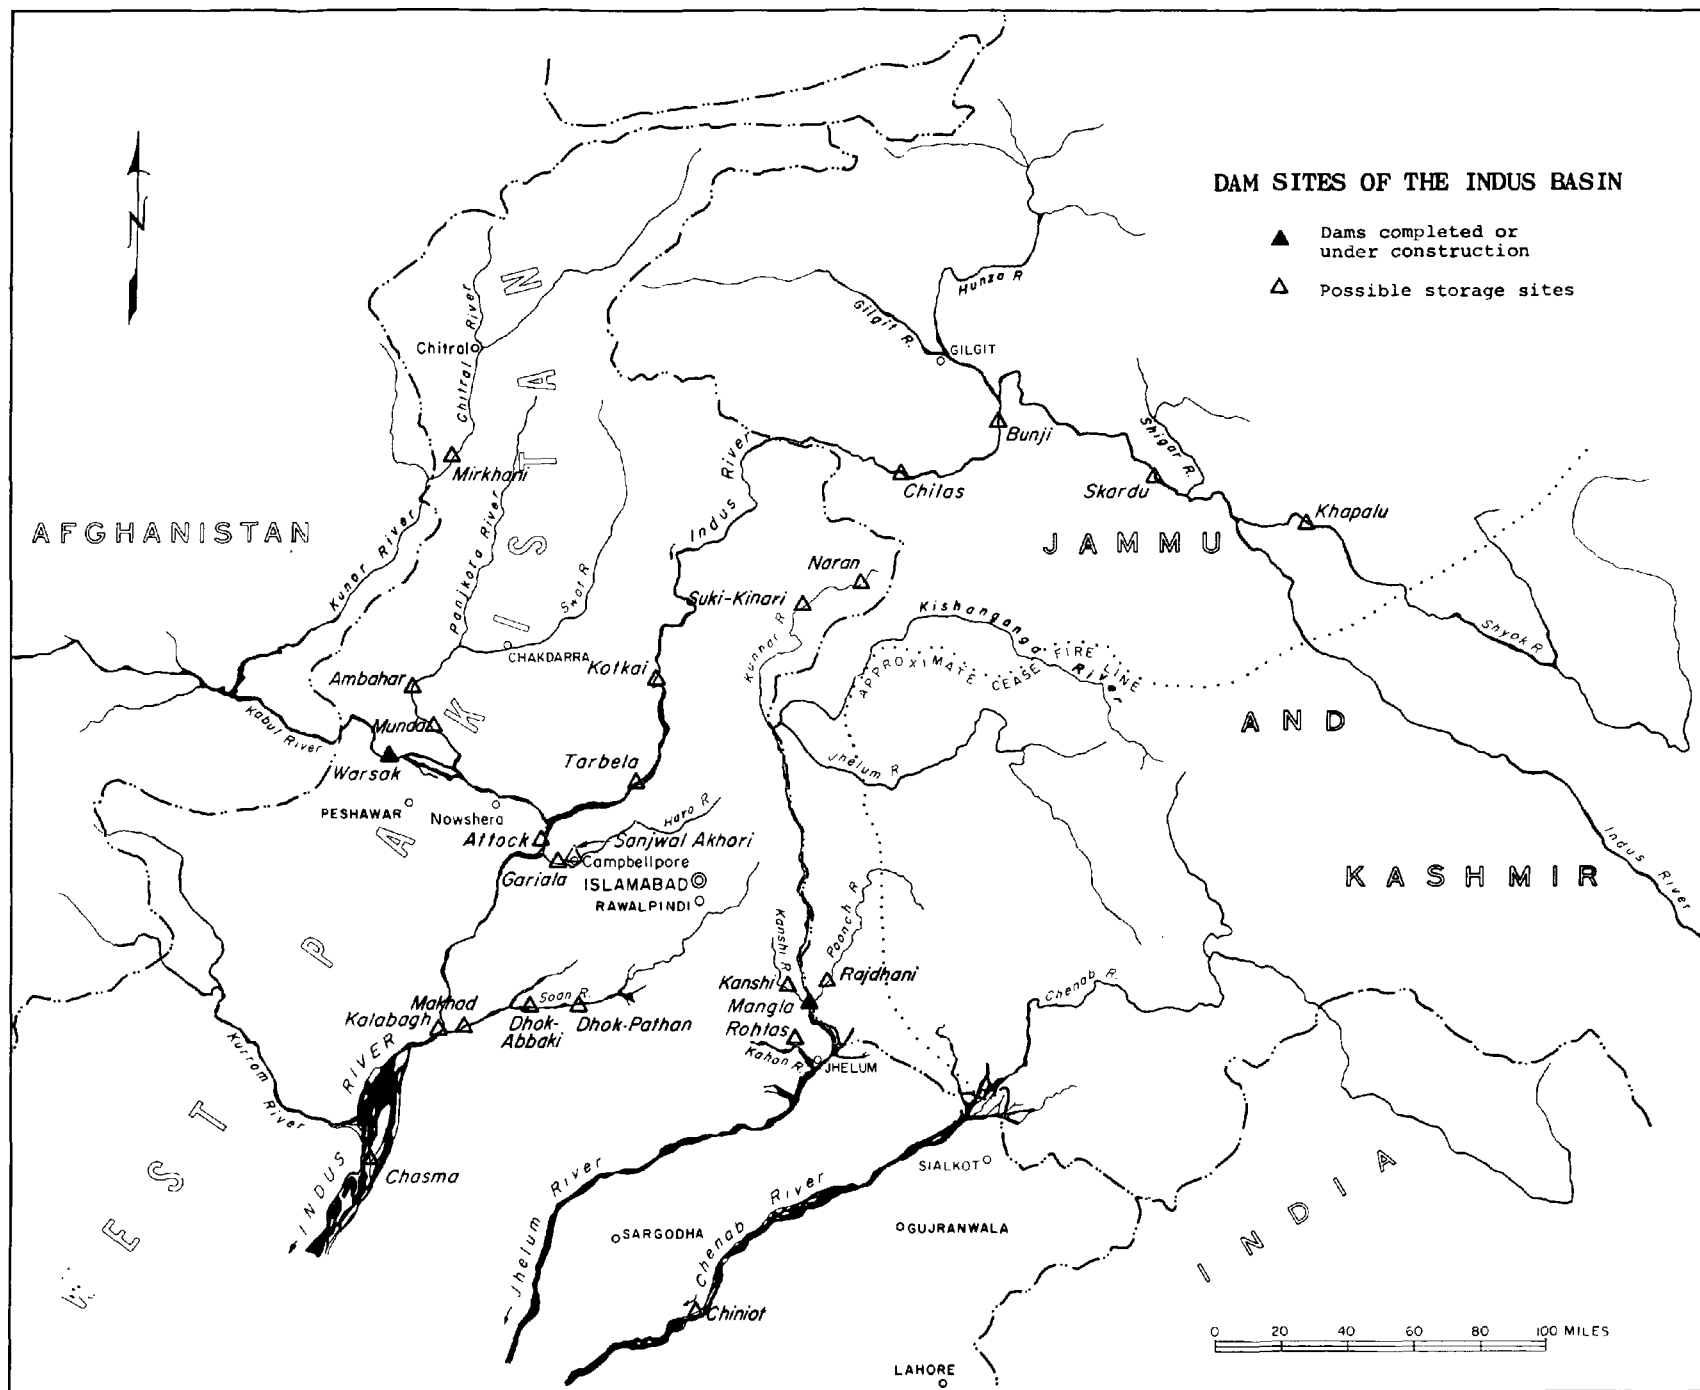 DAM SITES OF THE INDUS BASIN
Dams completed or
under construction
Possible storage sites
N
Hunza R
Gilgit R.
GILGIT
Chitral River
Chitral
Chitral River
Bunji
Shigar R.
Mirkhani
Indus River
Chilas
Skardu
Khapalu
AFGHANISTAN
JAMMU
Kunar River
Panjkora River
Swat R
Naran
Suki-Kinari
Kishanganga River
Kunhar R
APPROXIMATE CEASE FIRE LINE
Shyok R
CHAKDARRA
Kotkai
Ambahar
AND
Kabul River
Munda
Warsak
Tarbela
Jhelum R
PESHAWAR
Nowshera
Haro R
Attock
Sanjwal Akhori
Campbellpore
Gariala
ISLAMABAD
RAWALPINDI
KASHMIR
Indus River
Kanshi R
Poonch R
Kanshi
Rajdhani
Mangla
Chenab R.
Makhad
Kalabagh
Soan R.
Dhok-
Abbaki
Dhok-Pathan
Rohtas
Kahan R.
JHELUM
Kurram River
INDUS RIVER
WEST PAKISTAN
Chasma
SIALKOT
INDIA
Jhelum River
Chenab River
SARGODHA
GUJRANWALA
Chiniot
0 20 40 60 80 100 MILES
LAHORE